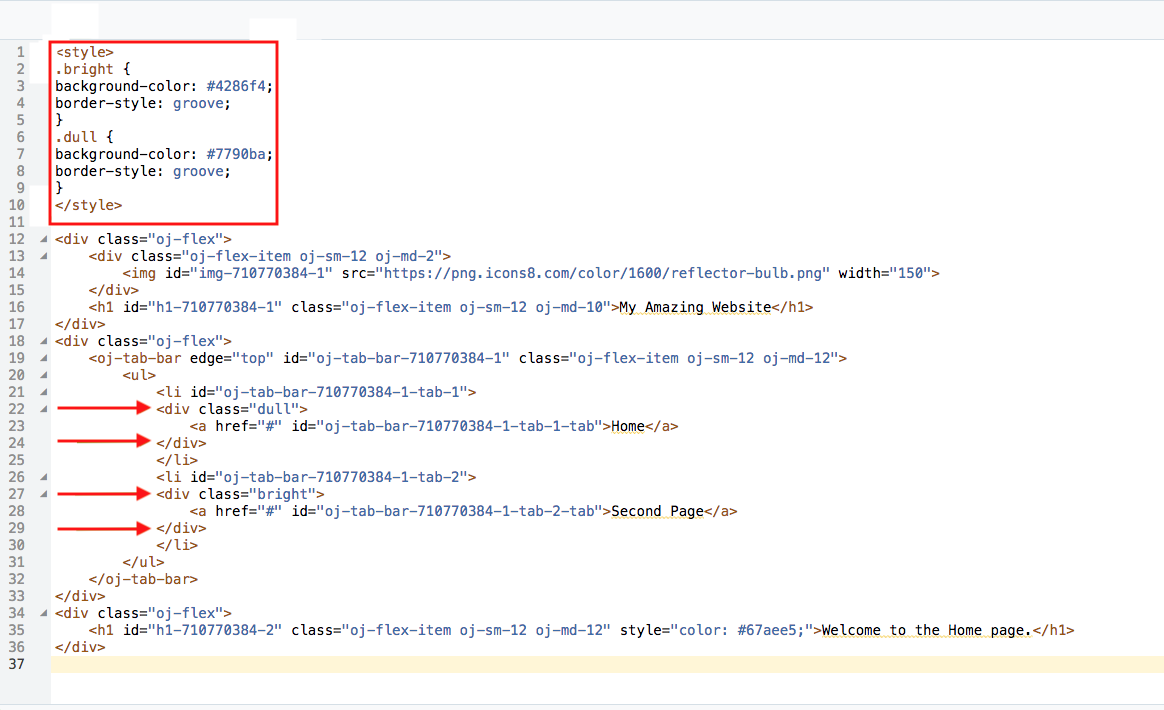 1 <style>
2 .bright {
3 background-color: #4286f4;
4 border-style: groove;
5 }
6 .dull {
7 background-color: #7790ba;
8 border-style: groove;
9 }
10 </style>
11
12 <div class="oj-flex">
13     <div class="oj-flex-item oj-sm-12 oj-md-2">
14         <img id="img-710770384-1" src="https://png.icons8.com/color/1600/reflector-bulb.png" width="150">
15     </div>
16     <h1 id="h1-710770384-1" class="oj-flex-item oj-sm-12 oj-md-10">My Amazing Website</h1>
17 </div>
18 <div class="oj-flex">
19     <oj-tab-bar edge="top" id="oj-tab-bar-710770384-1" class="oj-flex-item oj-sm-12 oj-md-12">
20         <ul>
21             <li id="oj-tab-bar-710770384-1-tab-1">
22             <div class="dull">
23                 <a href="#" id="oj-tab-bar-710770384-1-tab-1-tab">Home</a>
24             </div>
25             </li>
26             <li id="oj-tab-bar-710770384-1-tab-2">
27             <div class="bright">
28                 <a href="#" id="oj-tab-bar-710770384-1-tab-2-tab">Second Page</a>
29             </div>
30             </li>
31         </ul>
32     </oj-tab-bar>
33 </div>
34 <div class="oj-flex">
35     <h1 id="h1-710770384-2" class="oj-flex-item oj-sm-12 oj-md-12" style="color: #67aee5;">Welcome to the Home page.</h1>
36 </div>
37